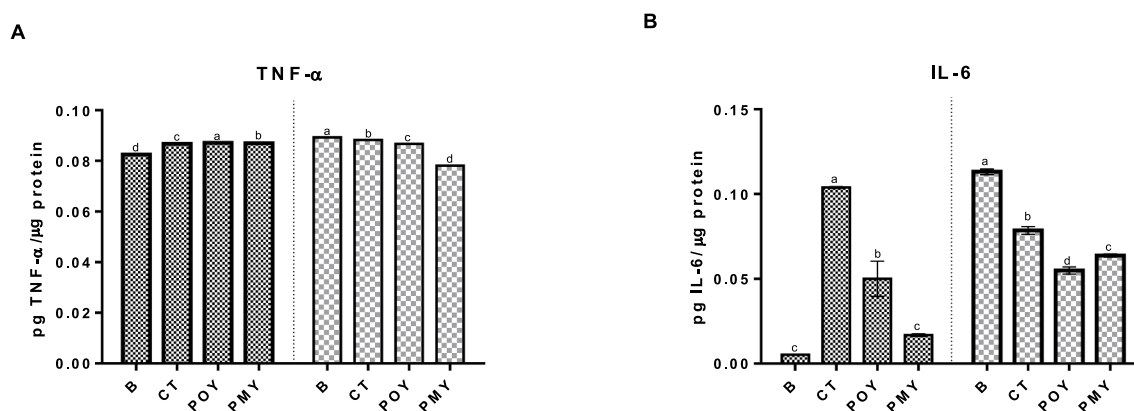 A
TNF-α
pg TNF-α/μg protein
0.10
0.08
0.06
0.04
0.02
0.00
d c a b a b c d
B CT POY PMY B CT POY PMY
B
IL-6
pg IL-6/μg protein
0.15
0.10
0.05
0.00
c a b c a b d c
B CT POY PMY B CT POY PMY